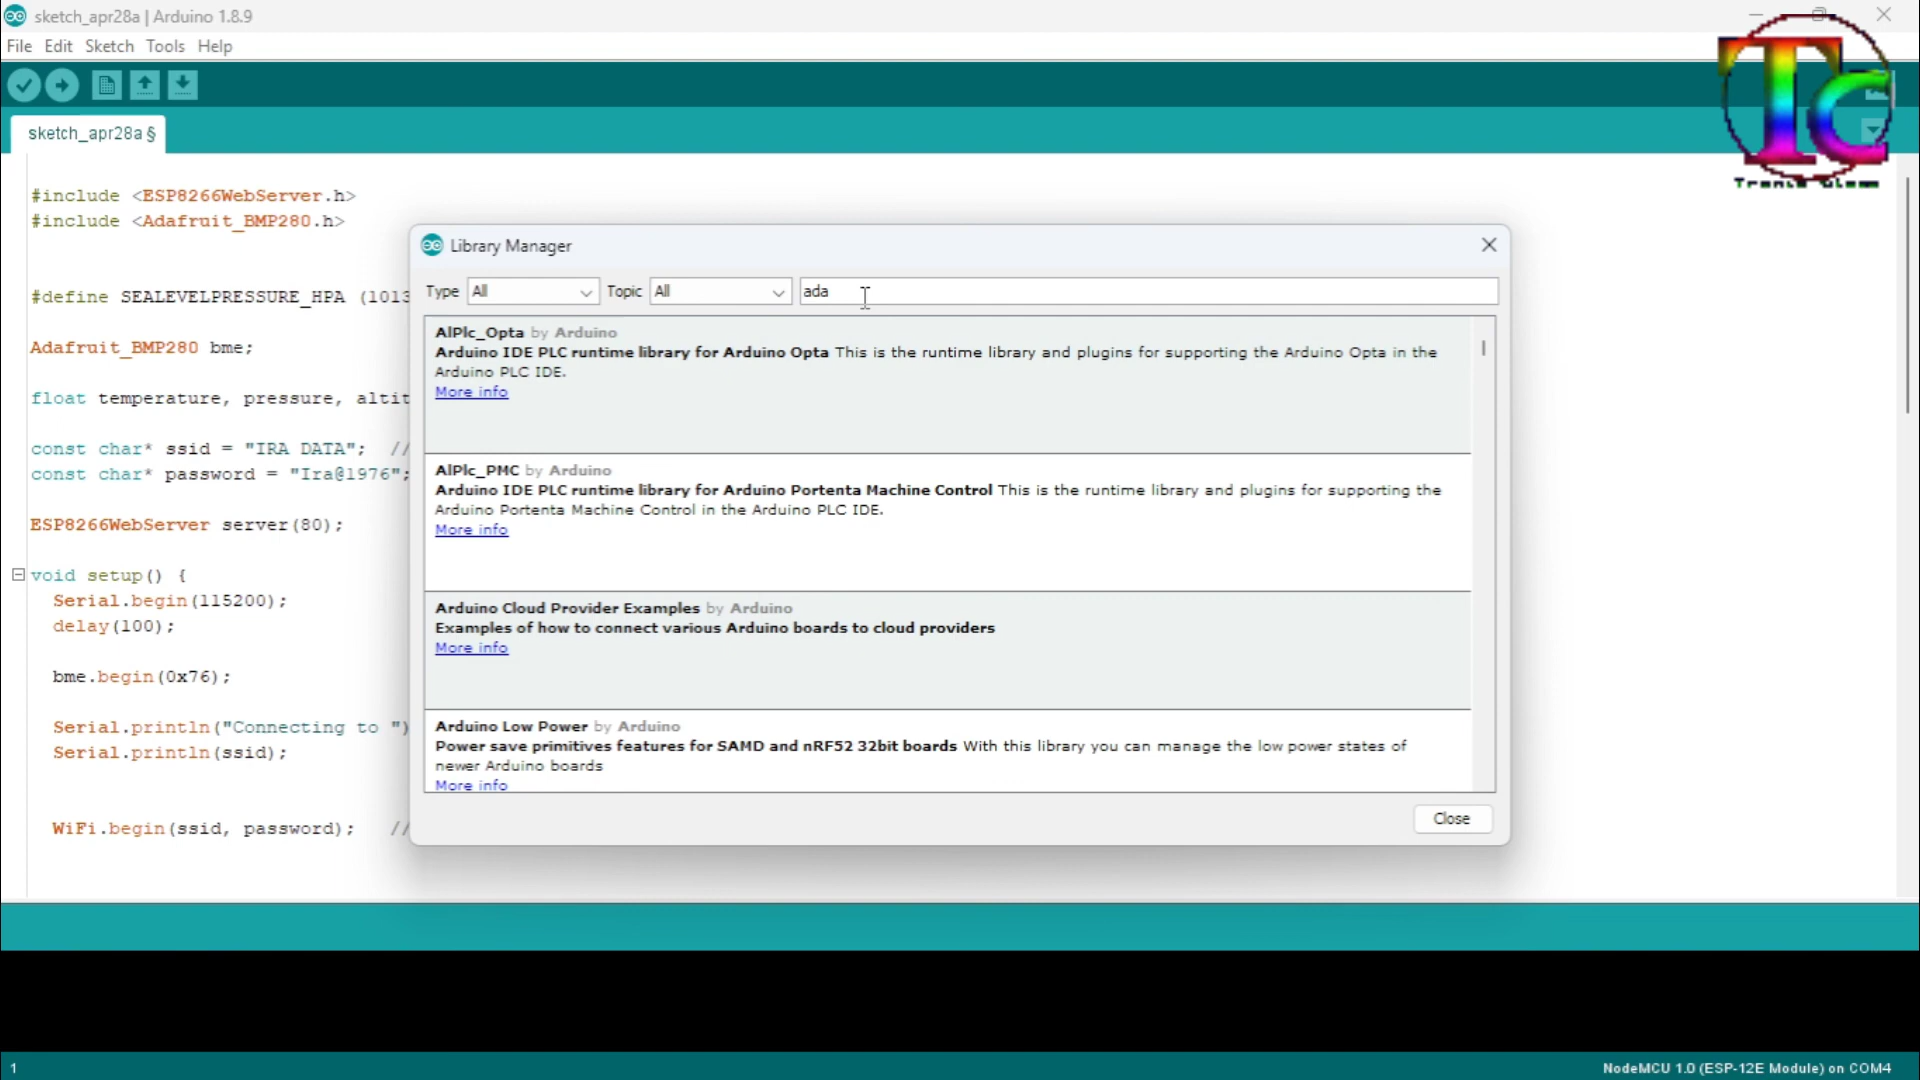 sketch_apr28a | Arduino 1.8.9
File Edit Sketch Tools Help
TC
sketch_apr28a §
#include <ESP8266WebServer.h>
#include <Adafruit_BMP280.h>
#define SEALEVELPRESSURE_HPA (1013
Adafruit_BMP280 bme;
float temperature, pressure, altit
const char* ssid = "IRA DATA"; //
const char* password = "Ira@1976";
ESP8266WebServer server(80);
void setup() {
Serial.begin(115200);
delay(100);
bme.begin(0x76);
Serial.println("Connecting to ")
Serial.println(ssid);
WiFi.begin(ssid, password); //
Library Manager
Type All Topic All ada
AlPlc_Opta by Arduino
Arduino IDE PLC runtime library for Arduino Opta This is the runtime library and plugins for supporting the Arduino Opta in the
Arduino PLC IDE.
More info
AlPlc_PMC by Arduino
Arduino IDE PLC runtime library for Arduino Portenta Machine Control This is the runtime library and plugins for supporting the
Arduino Portenta Machine Control in the Arduino PLC IDE.
More info
Arduino Cloud Provider Examples by Arduino
Examples of how to connect various Arduino boards to cloud providers
More info
Arduino Low Power by Arduino
Power save primitives features for SAMD and nRF52 32bit boards With this library you can manage the low power states of
newer Arduino boards
More info
Close
1
NodeMCU 1.0 (ESP-12E Module) on COM4